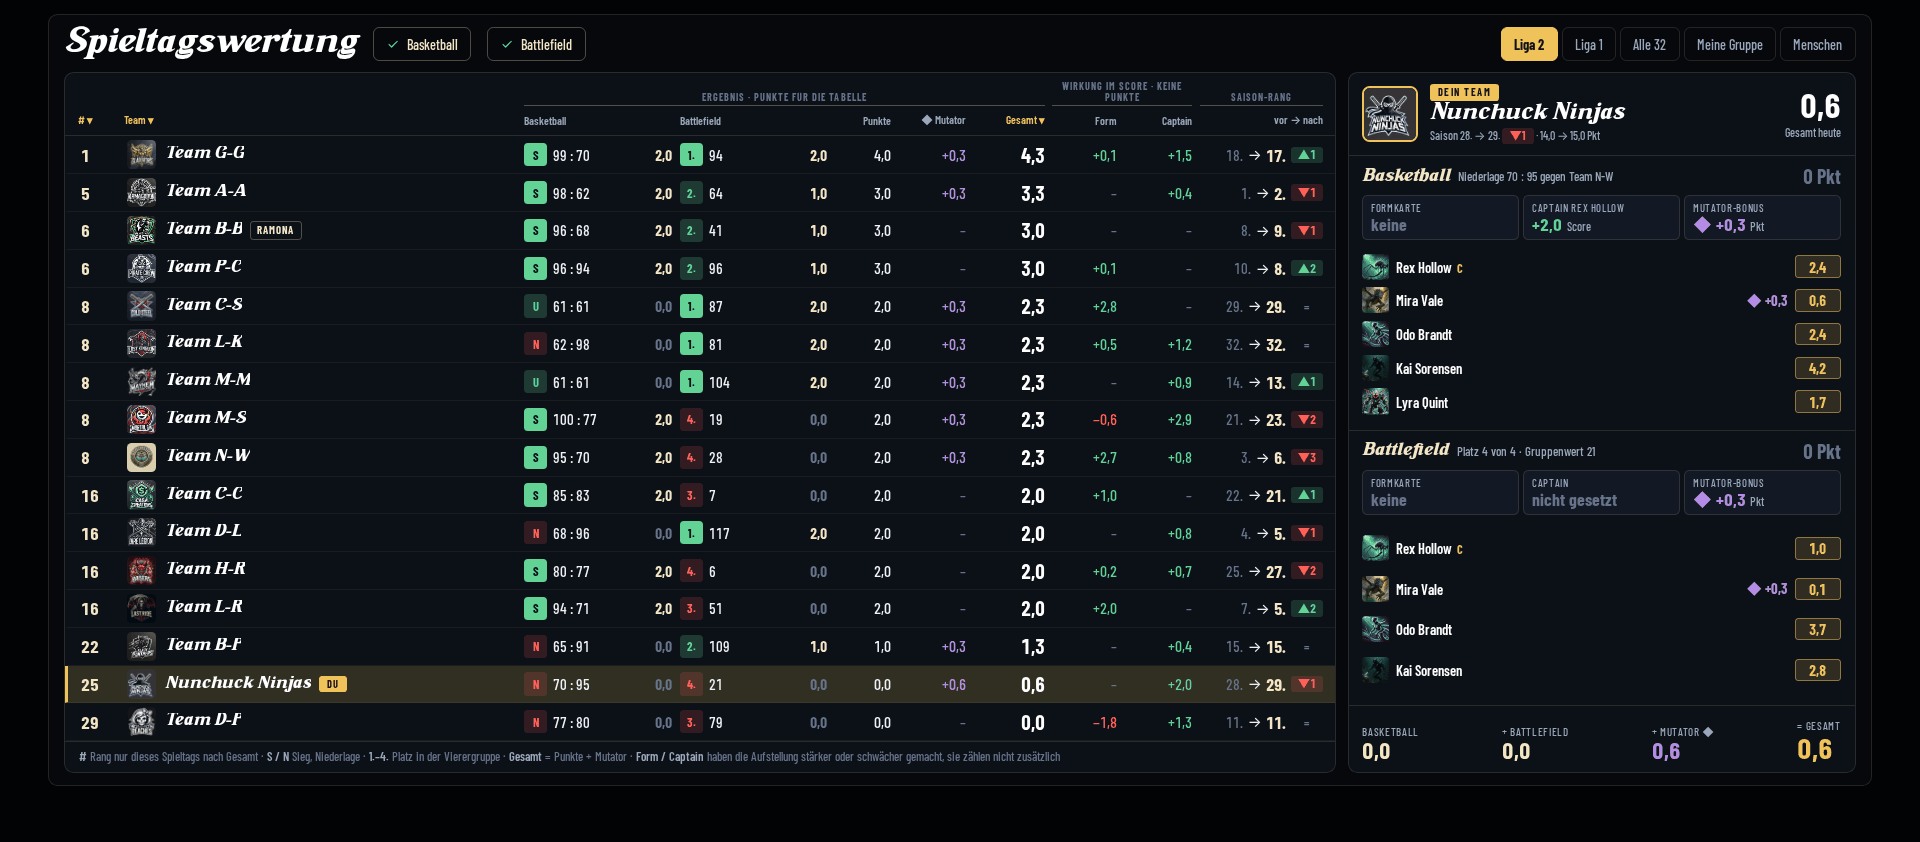 Spieltagswertung ✓ Basketball ✓ Battlefield Liga 2 Liga 1 Alle 32 Meine Gruppe Menschen
ERGEBNIS · PUNKTE FÜR DIE TABELLE WIRKUNG IM SCORE · KEINE PUNKTE SAISON-RANG
# ▾ Team ▾ Basketball Battlefield Punkte ◆ Mutator Gesamt ▾ Form Captain vor → nach
1 Team G-G S 99 : 70 2,0 1. 94 2,0 4,0 +0,3 4,3 +0,1 +1,5 18. → 17. ▲1
5 Team A-A S 98 : 62 2,0 2. 64 1,0 3,0 +0,3 3,3 – +0,4 1. → 2. ▼1
6 Team B-B RAMONA S 96 : 68 2,0 2. 41 1,0 3,0 – 3,0 – – 8. → 9. ▼1
6 Team P-C S 96 : 94 2,0 2. 96 1,0 3,0 – 3,0 +0,1 – 10. → 8. ▲2
8 Team C-S U 61 : 61 0,0 1. 87 2,0 2,0 +0,3 2,3 +2,8 – 29. → 29. =
8 Team L-K N 62 : 98 0,0 1. 81 2,0 2,0 +0,3 2,3 +0,5 +1,2 32. → 32. =
8 Team M-M U 61 : 61 0,0 1. 104 2,0 2,0 +0,3 2,3 – +0,9 14. → 13. ▲1
8 Team M-S S 100 : 77 2,0 4. 19 0,0 2,0 +0,3 2,3 −0,6 +2,9 21. → 23. ▼2
8 Team N-W S 95 : 70 2,0 4. 28 0,0 2,0 +0,3 2,3 +2,7 +0,8 3. → 6. ▼3
16 Team C-C S 85 : 83 2,0 3. 7 0,0 2,0 – 2,0 +1,0 – 22. → 21. ▲1
16 Team D-L N 68 : 96 0,0 1. 117 2,0 2,0 – 2,0 – +0,8 4. → 5. ▼1
16 Team H-R S 80 : 77 2,0 4. 6 0,0 2,0 – 2,0 +0,2 +0,7 25. → 27. ▼2
16 Team L-R S 94 : 71 2,0 3. 51 0,0 2,0 – 2,0 +2,0 – 7. → 5. ▲2
22 Team B-F N 65 : 91 0,0 2. 109 1,0 1,0 +0,3 1,3 – +0,4 15. → 15. =
25 Nunchuck Ninjas DU N 70 : 95 0,0 4. 21 0,0 0,0 +0,6 0,6 – +2,0 28. → 29. ▼1
29 Team D-F N 77 : 80 0,0 3. 79 0,0 0,0 – 0,0 −1,8 +1,3 11. → 11. =
# Rang nur dieses Spieltags nach Gesamt · S / N Sieg, Niederlage · 1.–4. Platz in der Vierergruppe · Gesamt = Punkte + Mutator · Form / Captain haben die Aufstellung stärker oder schwächer gemacht, sie zählen nicht zusätzlich
DEIN TEAM
Nunchuck Ninjas 0,6
Saison 28. → 29. ▼1 · 14,0 → 15,0 Pkt Gesamt heute
Basketball Niederlage 70 : 95 gegen Team N-W 0 Pkt
FORMKARTE CAPTAIN REX HOLLOW MUTATOR-BONUS
keine +2,0 Score ◆ +0,3 Pkt
Rex Hollow C 2,4
Mira Vale ◆ +0,3 0,6
Odo Brandt 2,4
Kai Sorensen 4,2
Lyra Quint 1,7
Battlefield Platz 4 von 4 · Gruppenwert 21 0 Pkt
FORMKARTE CAPTAIN MUTATOR-BONUS
keine nicht gesetzt ◆ +0,3 Pkt
Rex Hollow C 1,0
Mira Vale ◆ +0,3 0,1
Odo Brandt 3,7
Kai Sorensen 2,8
BASKETBALL + BATTLEFIELD + MUTATOR ◆ = GESAMT
0,0 0,0 0,6 0,6